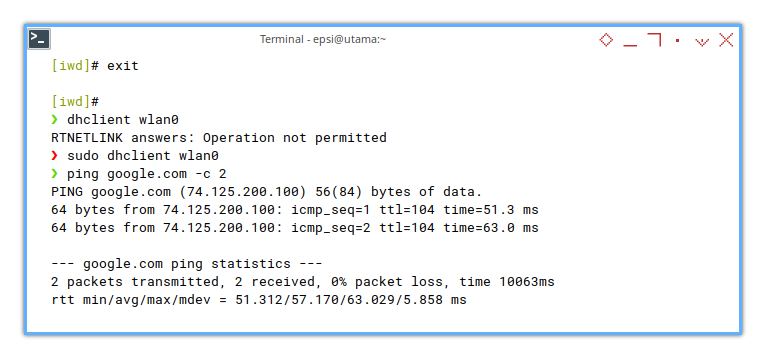 >_
Terminal - epsi@utama:~
[iwd]# exit
[iwd]#
❯ dhclient wlan0
RTNETLINK answers: Operation not permitted
❯ sudo dhclient wlan0
❯ ping google.com -c 2
PING google.com (74.125.200.100) 56(84) bytes of data.
64 bytes from 74.125.200.100: icmp_seq=1 ttl=104 time=51.3 ms
64 bytes from 74.125.200.100: icmp_seq=2 ttl=104 time=63.0 ms
--- google.com ping statistics ---
2 packets transmitted, 2 received, 0% packet loss, time 10063ms
rtt min/avg/max/mdev = 51.312/57.170/63.029/5.858 ms